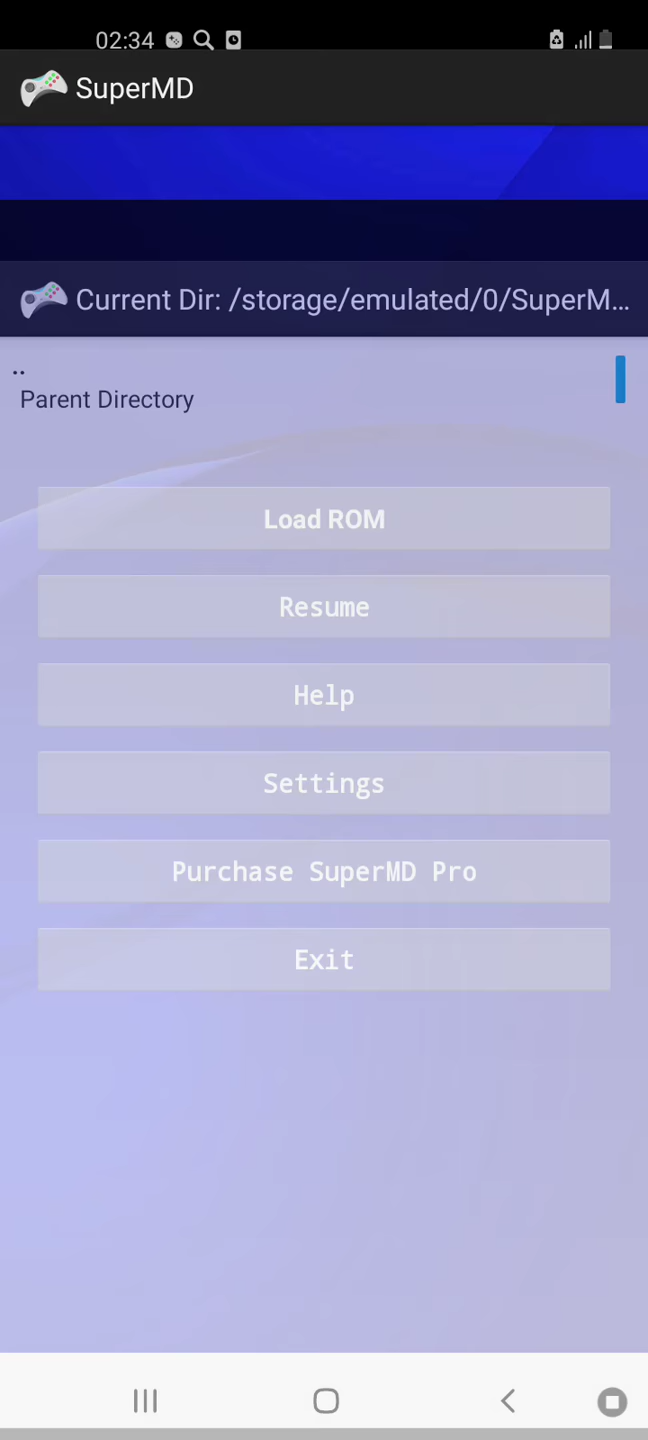 02:34
SuperMD
Current Dir: /storage/emulated/0/SuperM...
..
Parent Directory
Load ROM
Resume
Help
Settings
Purchase SuperMD Pro
Exit